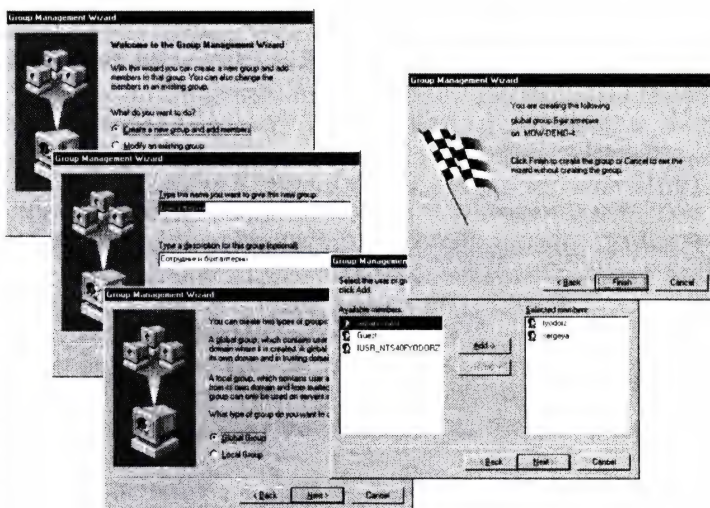 Group Management Wizard
Welcome to the Group Management Wizard
With this wizard you can create a new group and add
members to that group. You can also change the
members in an existing group.
What do you want to do?
Create a new group and add members
Modify an existing group
Group Management Wizard
Type the name you want to give this new group:
Type a description for this group (optional):
Сотрудники бухгалтерии
Group Management Wizard
You can create two types of groups:
A global group, which contains user
domain where it is created. A global
its own domain and in trusting domai
A local group, which contains user a
from its own domain and from trusted
group can only be used on servers i
What type of group do you want to c
Global Group
Local Group
< Back
Next >
Cancel
Group Management
Select the user or gr
click Add.
Available members:
Guest
IUSR_NTS40FYODORZ
Add ->
Selected members:
fyodorz
sergeya
< Back
Next >
Cancel
Group Management Wizard
You are creating the following
global group Бухгалтерия
on MOW-DEMO-4.
Click Finish to create the group or Cancel to exit the
wizard without creating the group.
< Back
Finish
Cancel